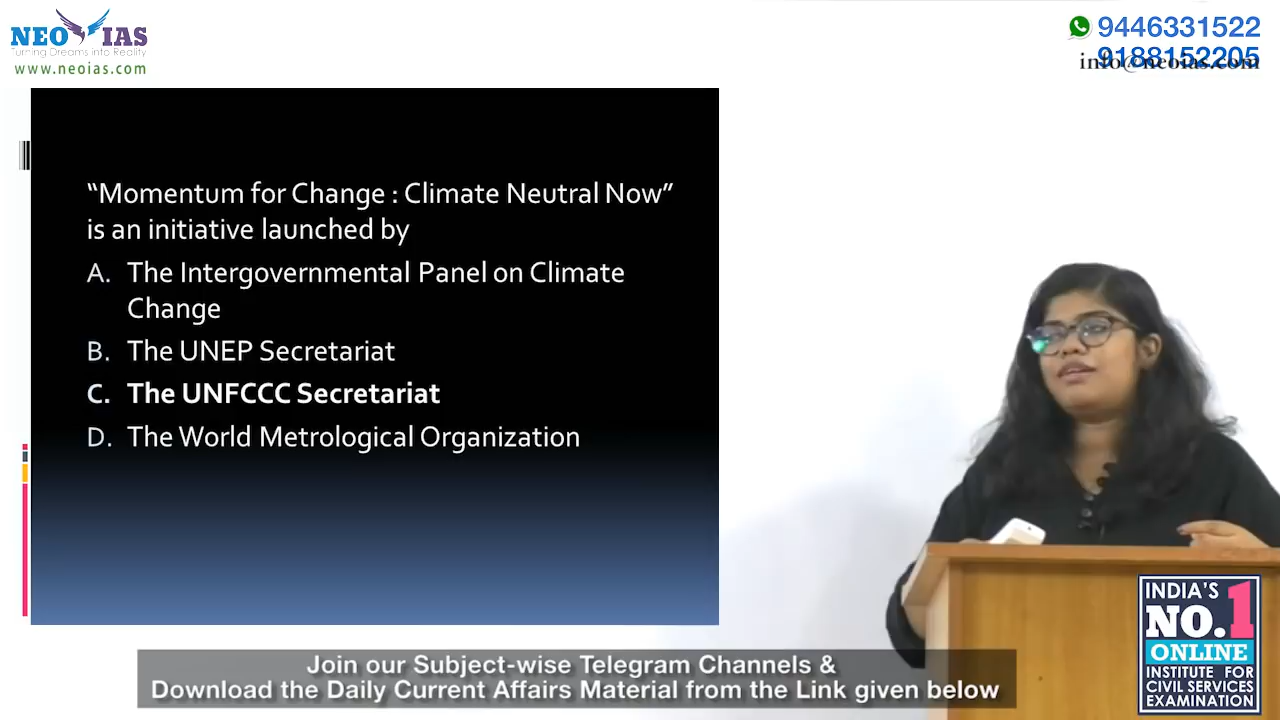 NEO IAS
Turning Dreams into Reality
www.neoias.com
9446331522
9188152205
info@neoias.com
“Momentum for Change : Climate Neutral Now”
is an initiative launched by
A. The Intergovernmental Panel on Climate
Change
B. The UNEP Secretariat
C. The UNFCCC Secretariat
D. The World Metrological Organization
INDIA'S
NO.1
ONLINE
INSTITUTE FOR
CIVIL SERVICES
EXAMINATION
Join our Subject-wise Telegram Channels &
Download the Daily Current Affairs Material from the Link given below